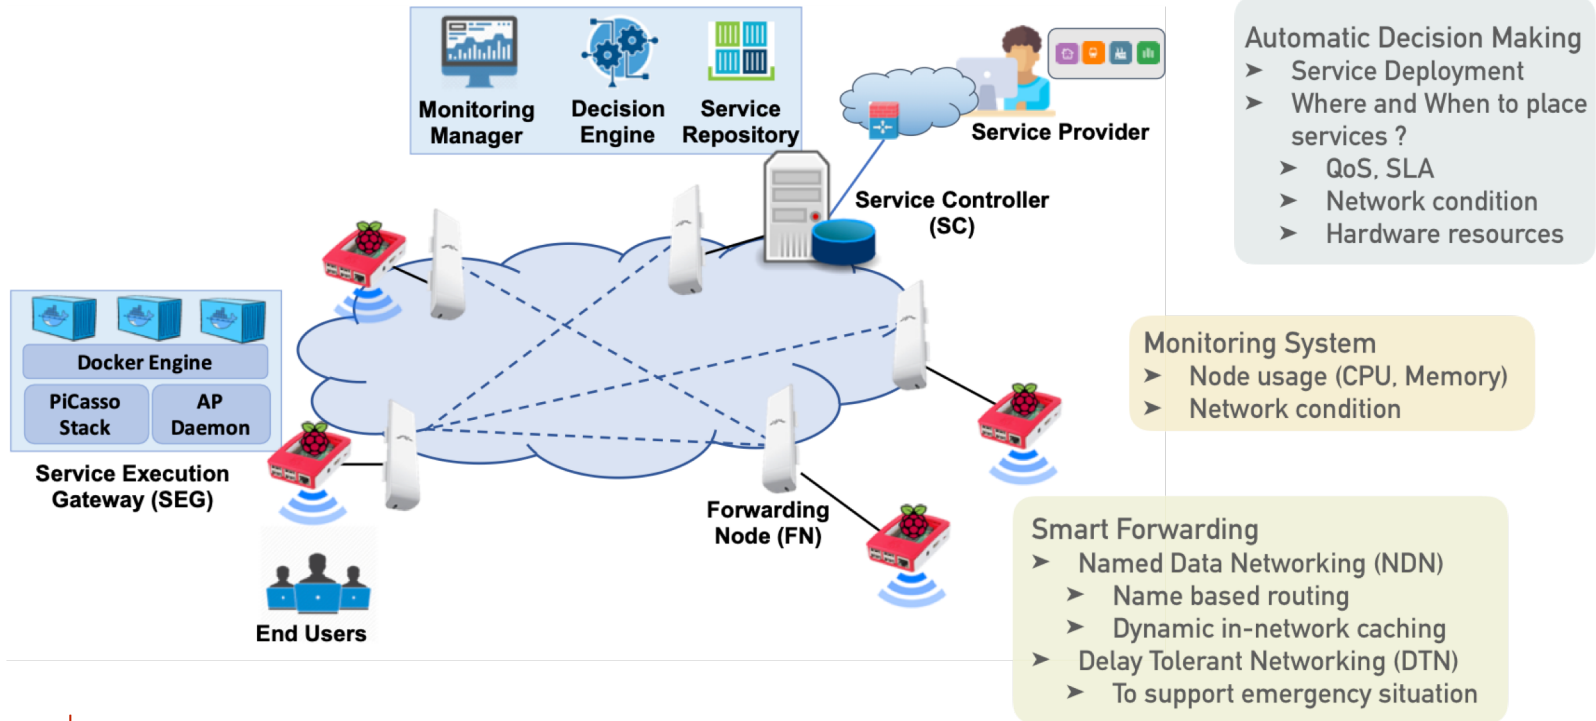 Monitoring
Manager
Decision
Engine
Service
Repository
Service Provider
Service Controller
(SC)
Docker Engine
PiCasso
Stack
AP
Daemon
Service Execution
Gateway (SEG)
End Users
Forwarding
Node (FN)
Automatic Decision Making
➤ Service Deployment
➤ Where and When to place
services ?
➤ QoS, SLA
➤ Network condition
➤ Hardware resources
Monitoring System
➤ Node usage (CPU, Memory)
➤ Network condition
Smart Forwarding
➤ Named Data Networking (NDN)
➤ Name based routing
➤ Dynamic in-network caching
➤ Delay Tolerant Networking (DTN)
➤ To support emergency situation